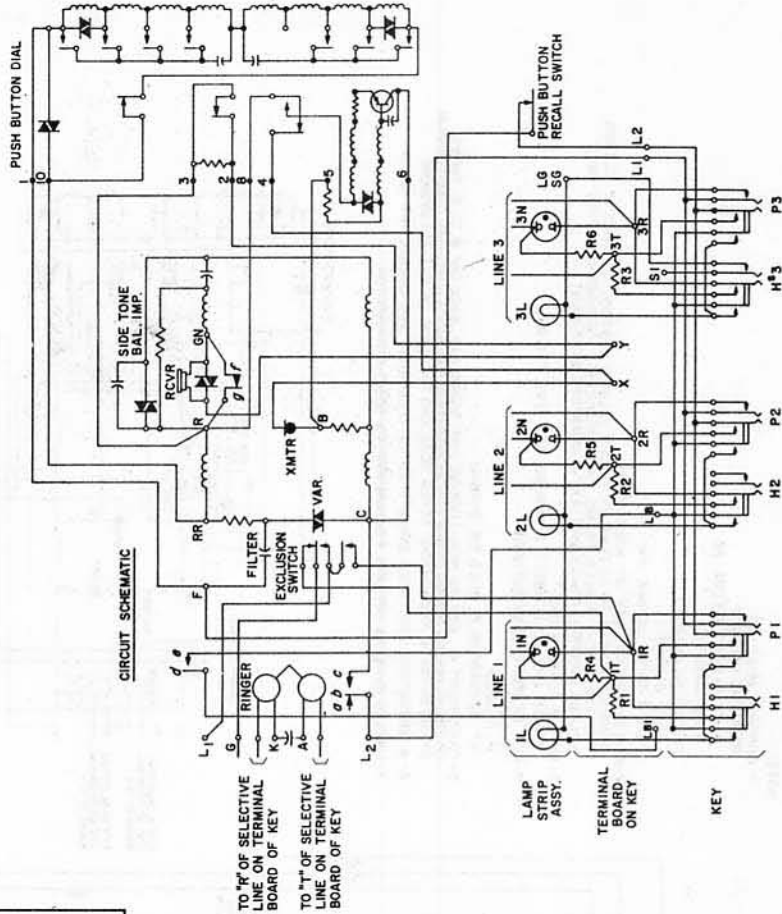 CIRCUIT SCHEMATIC
PUSH BUTTON DIAL
1
10
3
2
8
4
5
6
SIDE TONE
BAL. IMP.
RCVR
GN
R
g
f
XMTR
B
RR
FILTER
VAR.
C
F
EXCLUSION
SWITCH
d
e
RINGER
a
b
c
L1
G
K
A
L2
TO "R" OF SELECTIVE
LINE ON TERMINAL
BOARD OF KEY
TO "T" OF SELECTIVE
LINE ON TERMINAL
BOARD OF KEY
PUSH BUTTON
RECALL SWITCH
X
Y
L1
L2
LG
SG
LINE 1
LINE 2
LINE 3
LAMP
STRIP
ASSY.
1L
1N
2L
2N
3L
3N
TERMINAL
BOARD
ON KEY
R1
R4
1T
1R
LB
R2
R5
2T
2R
S1
R3
R6
3T
3R
KEY
H1
P1
H2
P2
H*3
P3